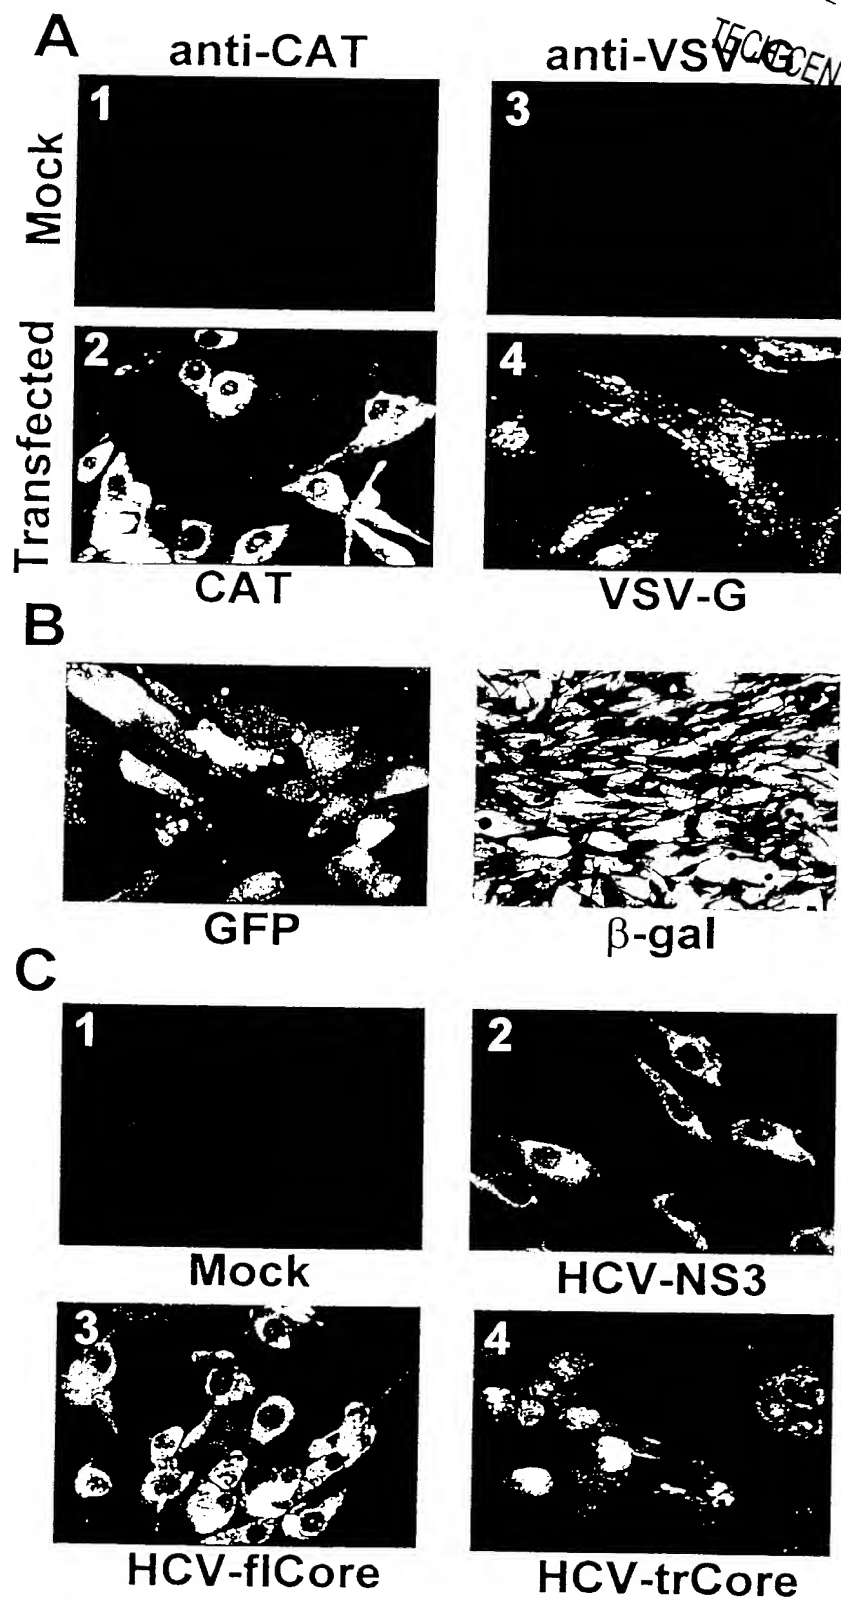 A
anti-CAT
anti-VSV-G
1
3
Mock
2
4
Transfected
CAT
VSV-G
B
GFP
β-gal
C
1
2
Mock
HCV-NS3
3
4
HCV-flCore
HCV-trCore